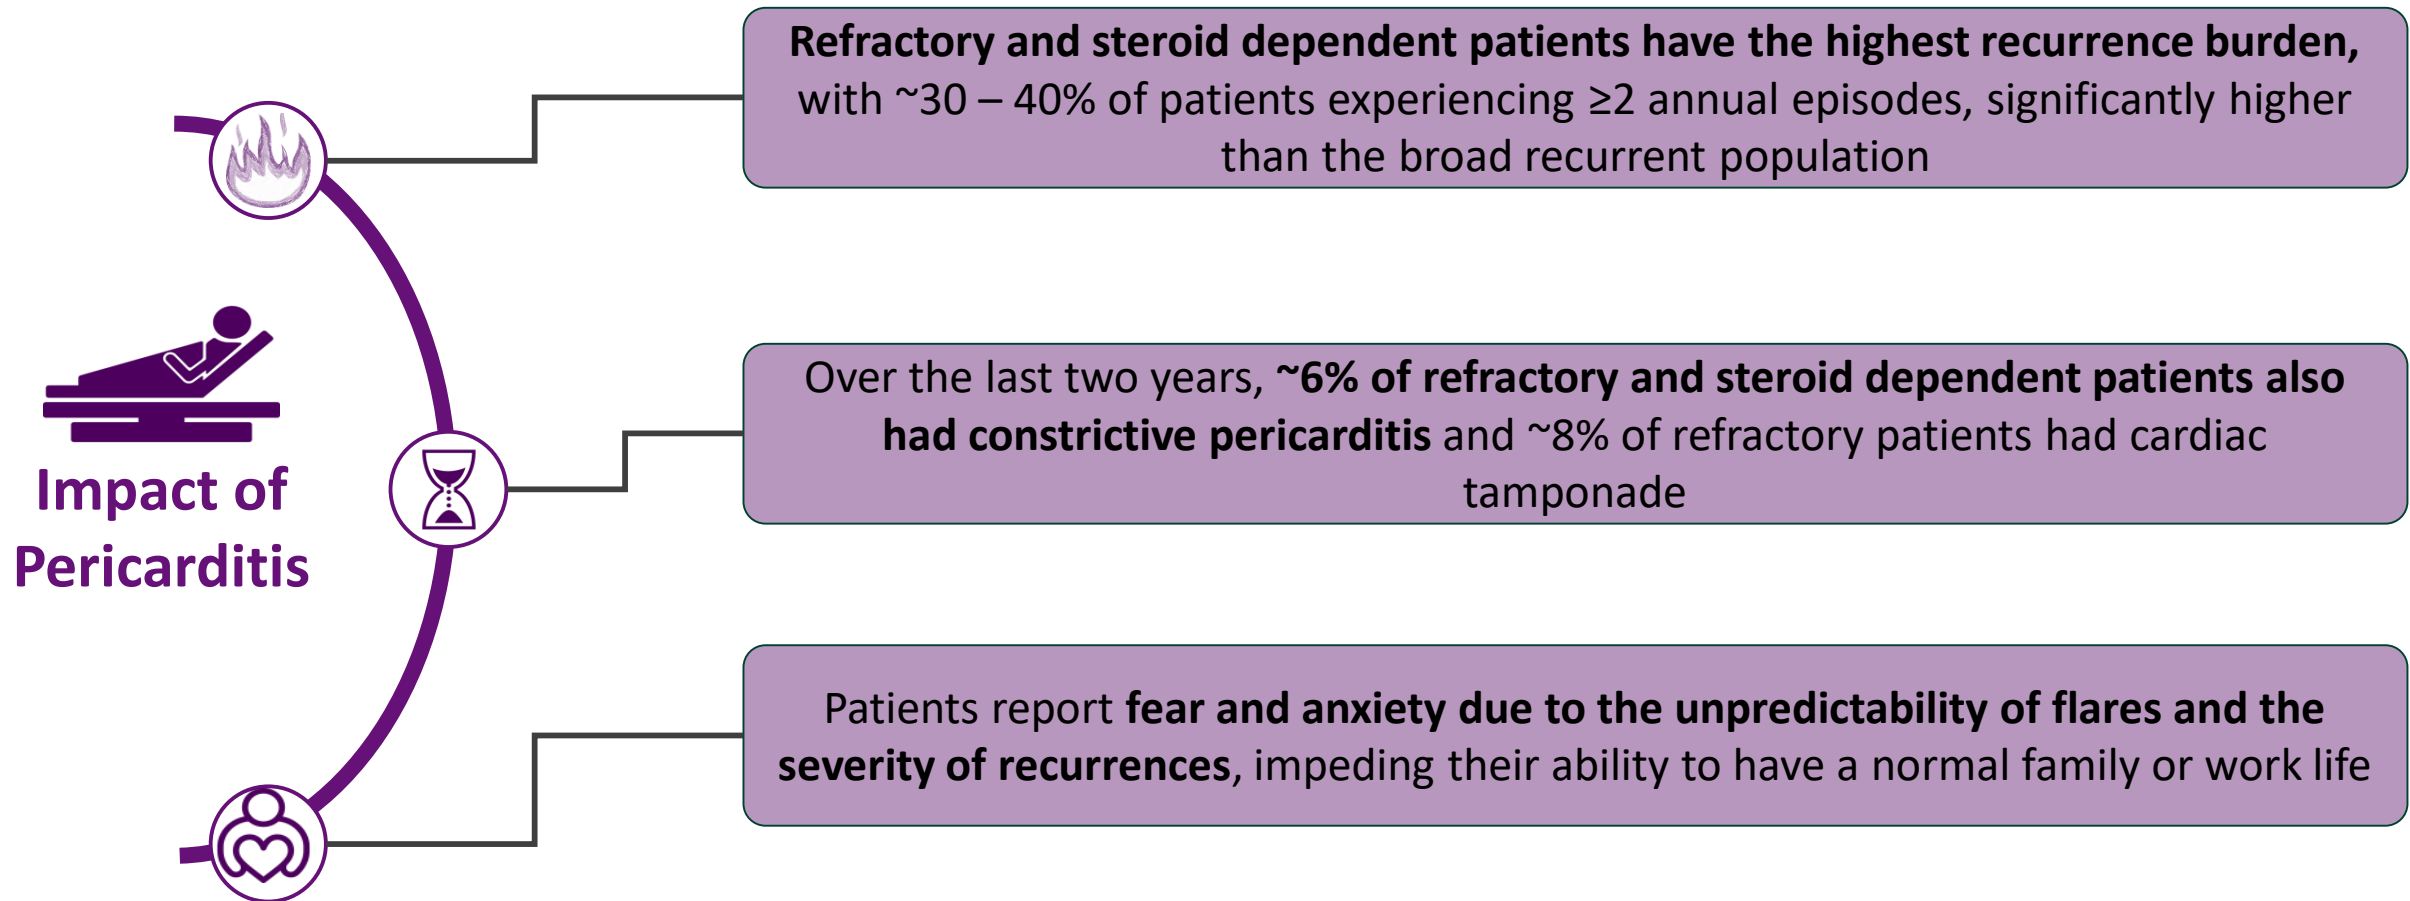 Refractory and steroid dependent patients have the highest recurrence burden,
with ~30 – 40% of patients experiencing ≥2 annual episodes, significantly higher
than the broad recurrent population
Impact of
Pericarditis
Over the last two years, ~6% of refractory and steroid dependent patients also
had constrictive pericarditis and ~8% of refractory patients had cardiac
tamponade
Patients report fear and anxiety due to the unpredictability of flares and the
severity of recurrences, impeding their ability to have a normal family or work life